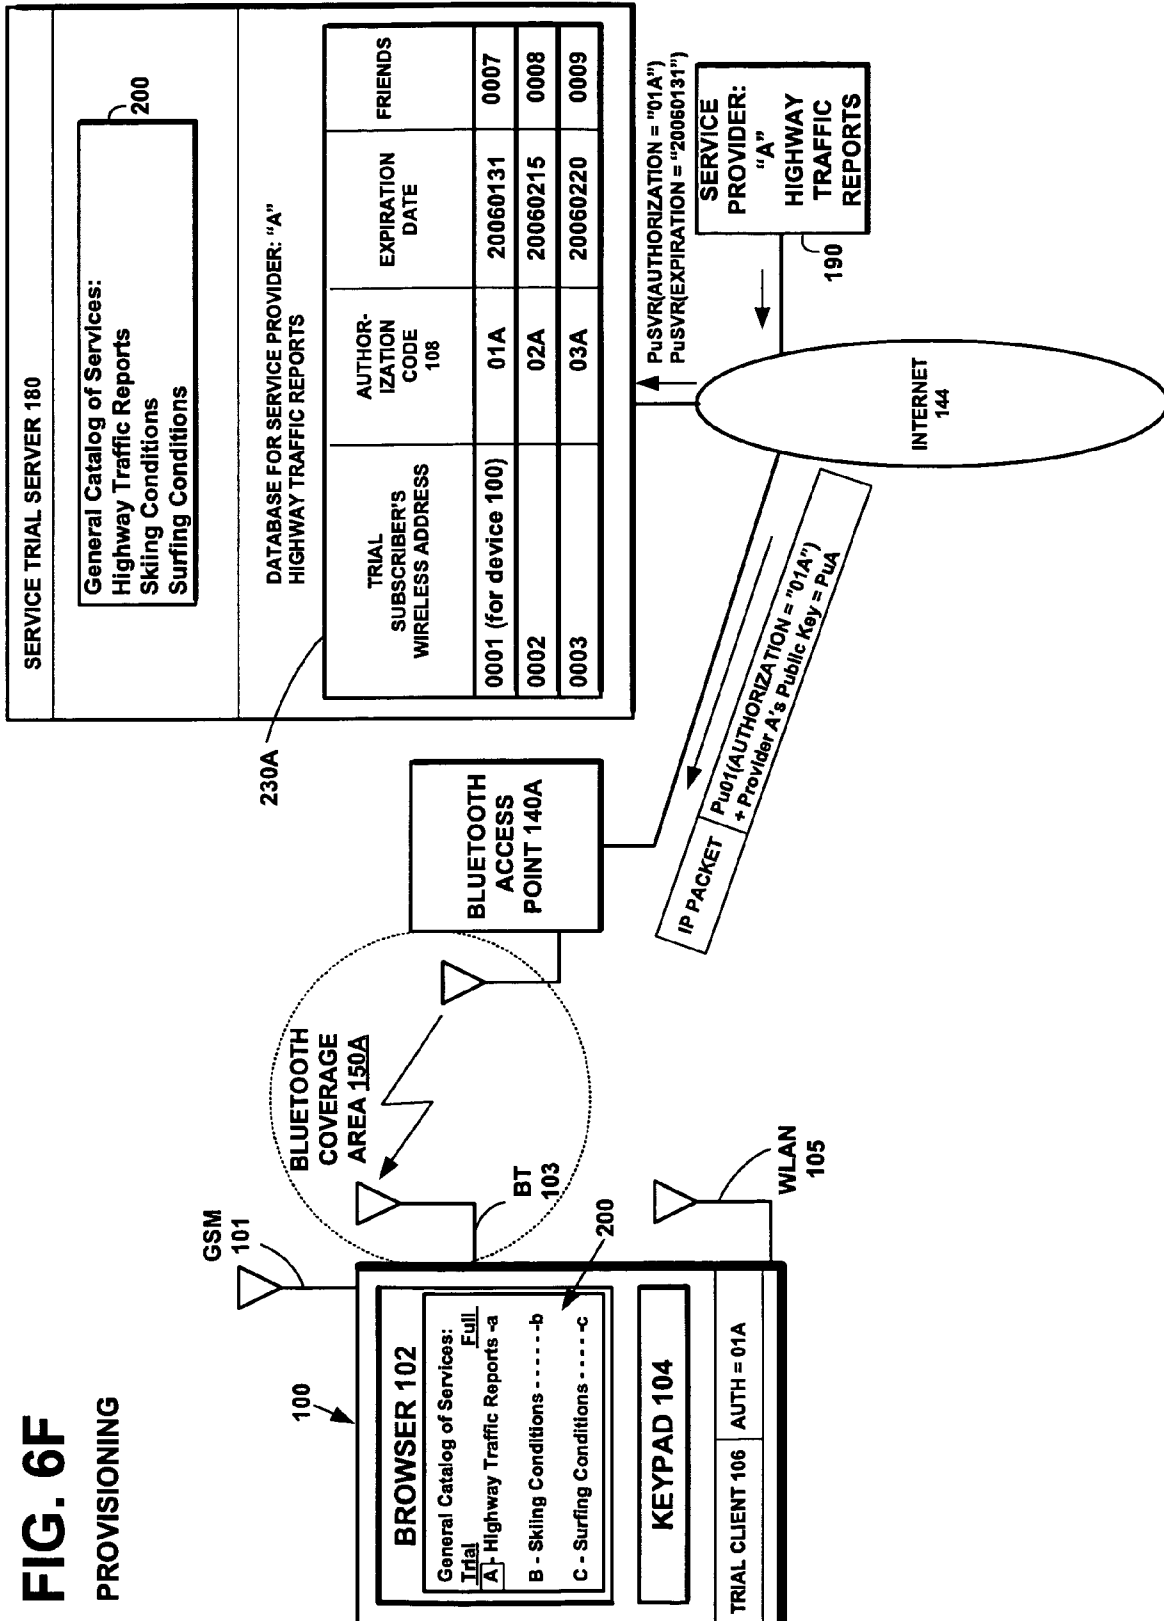 FIG. 6F
PROVISIONING
SERVICE TRIAL SERVER 180
General Catalog of Services:
Highway Traffic Reports
Skiing Conditions
Surfing Conditions
200
DATABASE FOR SERVICE PROVIDER: "A"
HIGHWAY TRAFFIC REPORTS
230A
TRIAL
SUBSCRIBER'S
WIRELESS ADDRESS
AUTHOR-
IZATION
CODE
108
EXPIRATION
DATE
FRIENDS
0001 (for device 100) 01A 20060131 0007
0002 02A 20060215 0008
0003 03A 20060220 0009
PuSVR(AUTHORIZATION = "01A")
PuSVR(EXPIRATION = "20060131")
SERVICE
PROVIDER:
"A"
HIGHWAY
TRAFFIC
REPORTS
190
INTERNET
144
IP PACKET
Pu01(AUTHORIZATION = "01A")
+ Provider A's Public Key = PuA
BLUETOOTH
ACCESS
POINT 140A
BLUETOOTH
COVERAGE
AREA 150A
GSM
101
BT
103
WLAN
105
100
BROWSER 102
General Catalog of Services:
Trial Full
A - Highway Traffic Reports -a
B - Skiing Conditions - - - - - -b
C - Surfing Conditions - - - - -c
200
KEYPAD 104
TRIAL CLIENT 106 AUTH = 01A